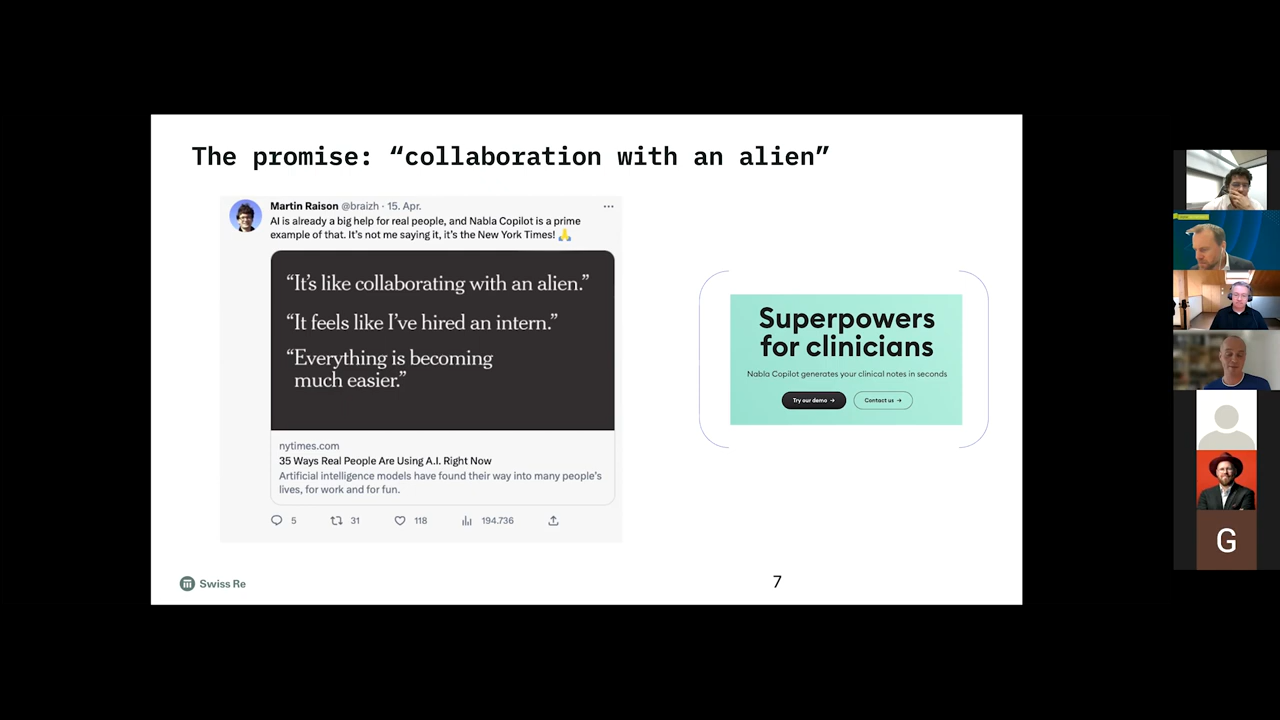 The promise: “collaboration with an alien”
Martin Raison @braizh · 15. Apr.
AI is already a big help for real people, and Nabla Copilot is a prime
example of that. It's not me saying it, it's the New York Times! 🙏
“It's like collaborating with an alien.”
“It feels like I've hired an intern.”
“Everything is becoming
much easier.”
nytimes.com
35 Ways Real People Are Using A.I. Right Now
Artificial intelligence models have found their way into many people's
lives, for work and for fun.
5 31 118 194.736
Superpowers
for clinicians
Nabla Copilot generates your clinical notes in seconds
Try our demo → Contact us →
Swiss Re
7
G